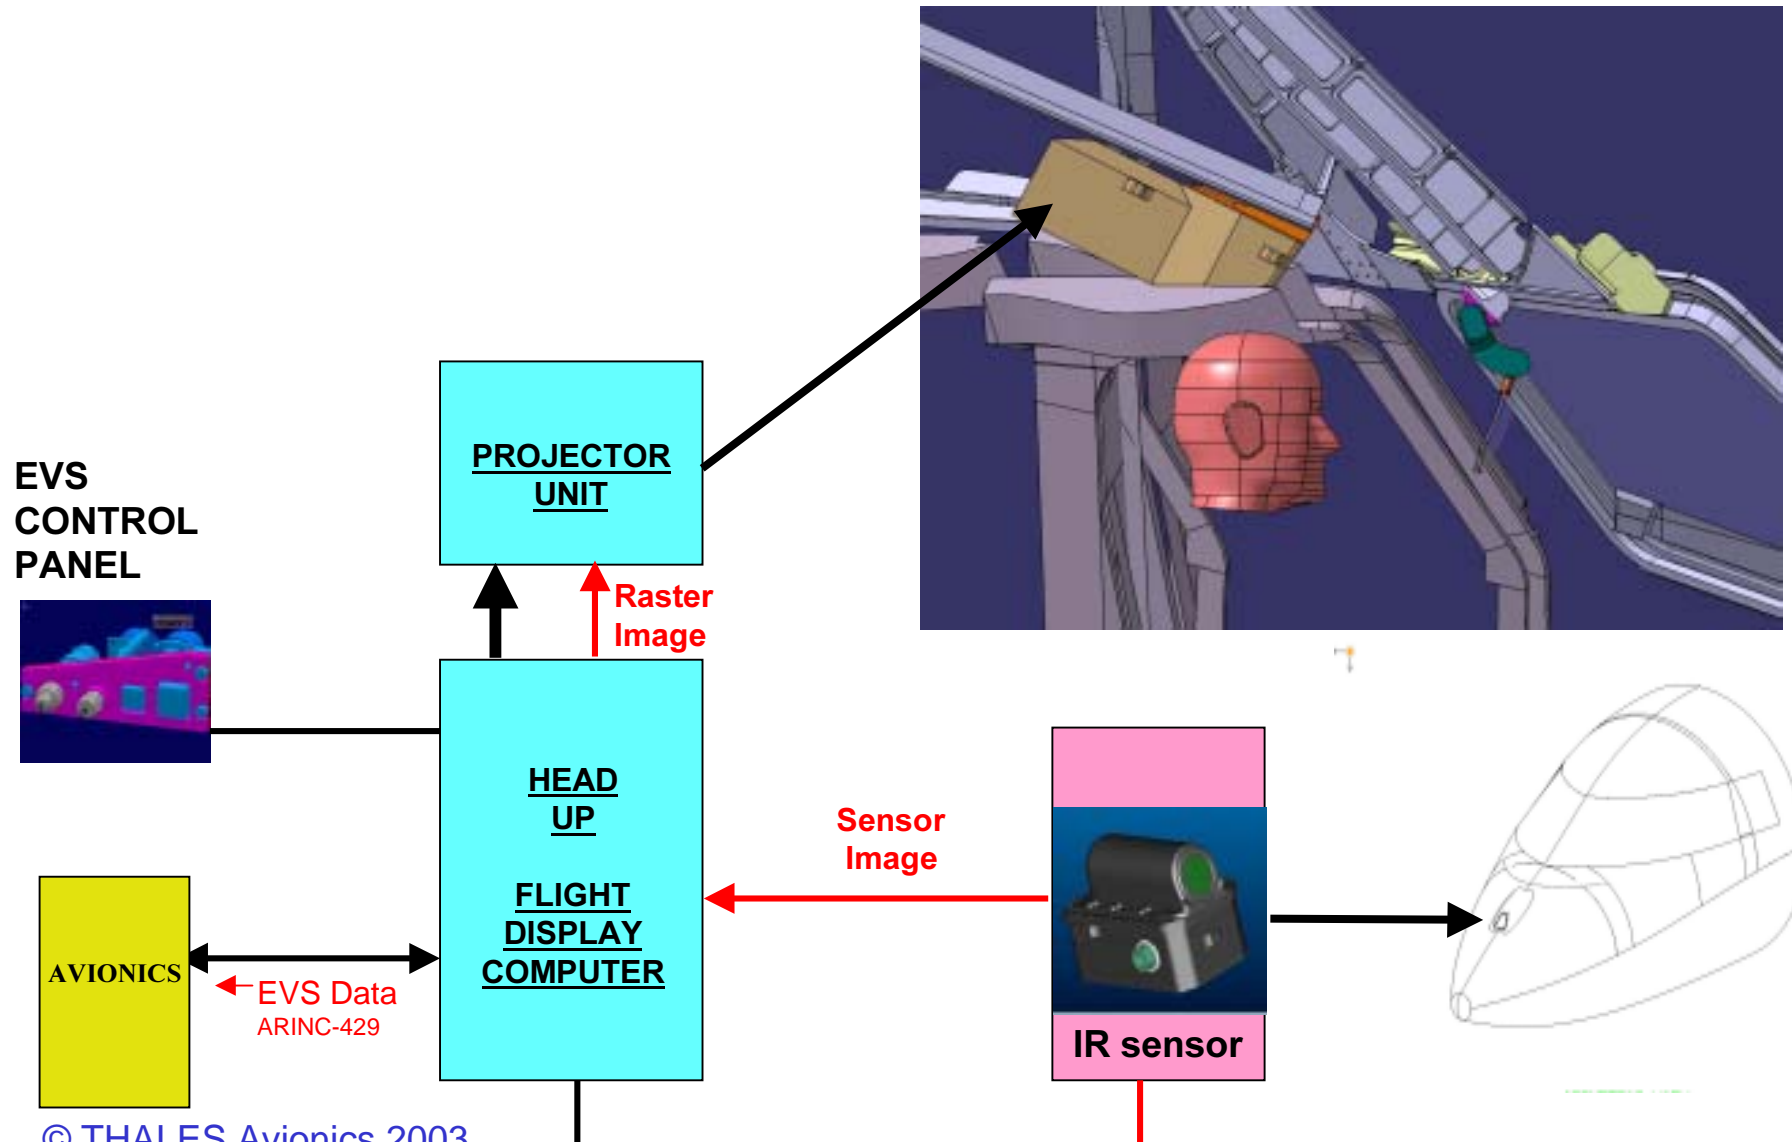 EVS
CONTROL
PANEL
PROJECTOR
UNIT
Raster
Image
HEAD
UP
FLIGHT
DISPLAY
COMPUTER
Sensor
Image
AVIONICS
EVS Data
ARINC-429
IR sensor
© THALES Avionics 2003